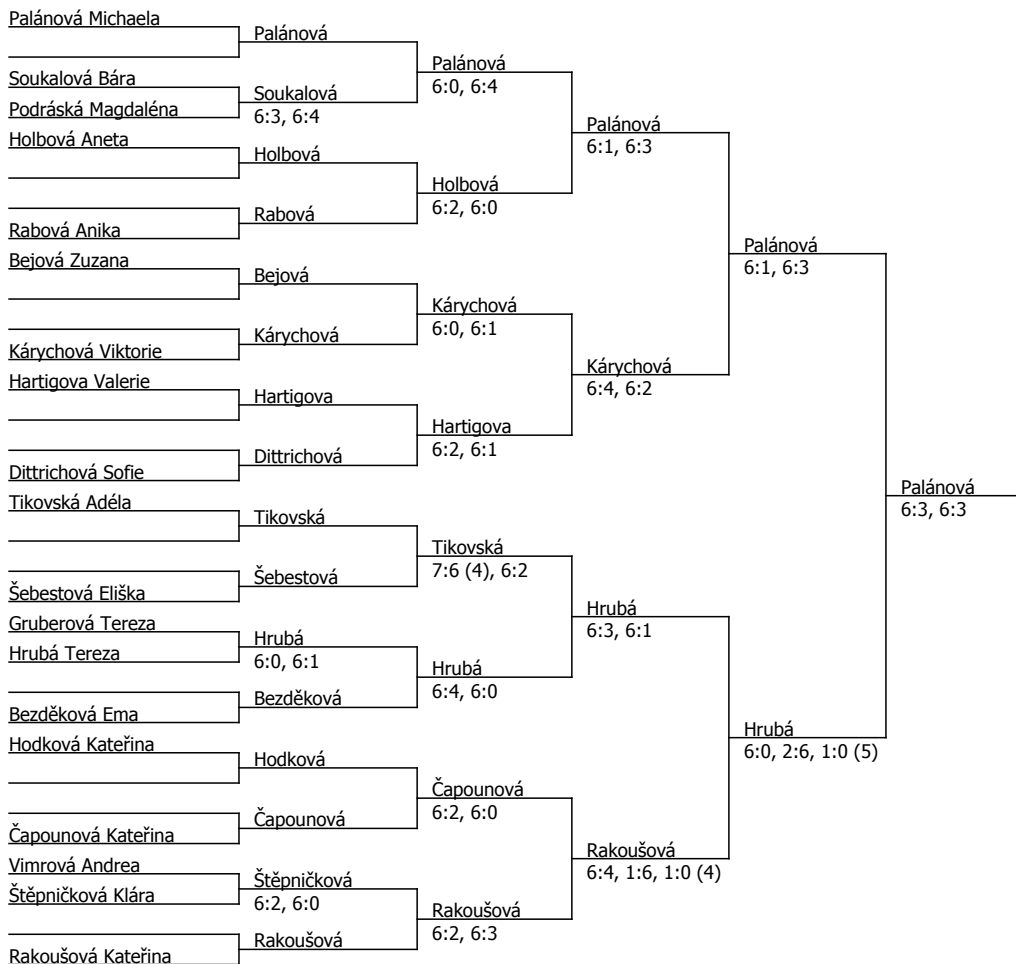 Palánová Michaela
Soukalová Bára
Podráská Magdaléna
Holbová Aneta
Rabová Anika
Bejová Zuzana
Kárychová Viktorie
Hartigova Valerie
Dittrichová Sofie
Tikovská Adéla
Šebestová Eliška
Gruberová Tereza
Hrubá Tereza
Bezděková Ema
Hodková Kateřina
Čapounová Kateřina
Vimrová Andrea
Štěpničková Klára
Rakoušová Kateřina
Palánová
Soukalová
6:3, 6:4
Holbová
Rabová
Bejová
Kárychová
Hartigova
Dittrichová
Tikovská
Šebestová
Hrubá
6:0, 6:1
Bezděková
Hodková
Čapounová
Štěpničková
6:2, 6:0
Rakoušová
Palánová
6:0, 6:4
Holbová
6:2, 6:0
Kárychová
6:0, 6:1
Hartigova
6:2, 6:1
Tikovská
7:6 (4), 6:2
Hrubá
6:4, 6:0
Čapounová
6:2, 6:0
Rakoušová
6:2, 6:3
Palánová
6:1, 6:3
Kárychová
6:4, 6:2
Hrubá
6:3, 6:1
Rakoušová
6:4, 1:6, 1:0 (4)
Palánová
6:1, 6:3
Hrubá
6:0, 2:6, 1:0 (5)
Palánová
6:3, 6:3